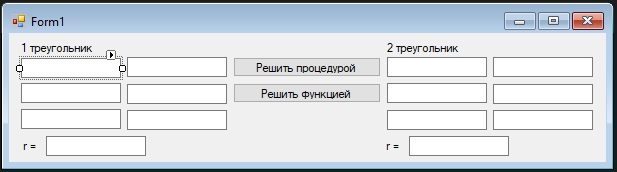 Form1
1 треугольник
2 треугольник
Решить процедурой
Решить функцией
r =
r =